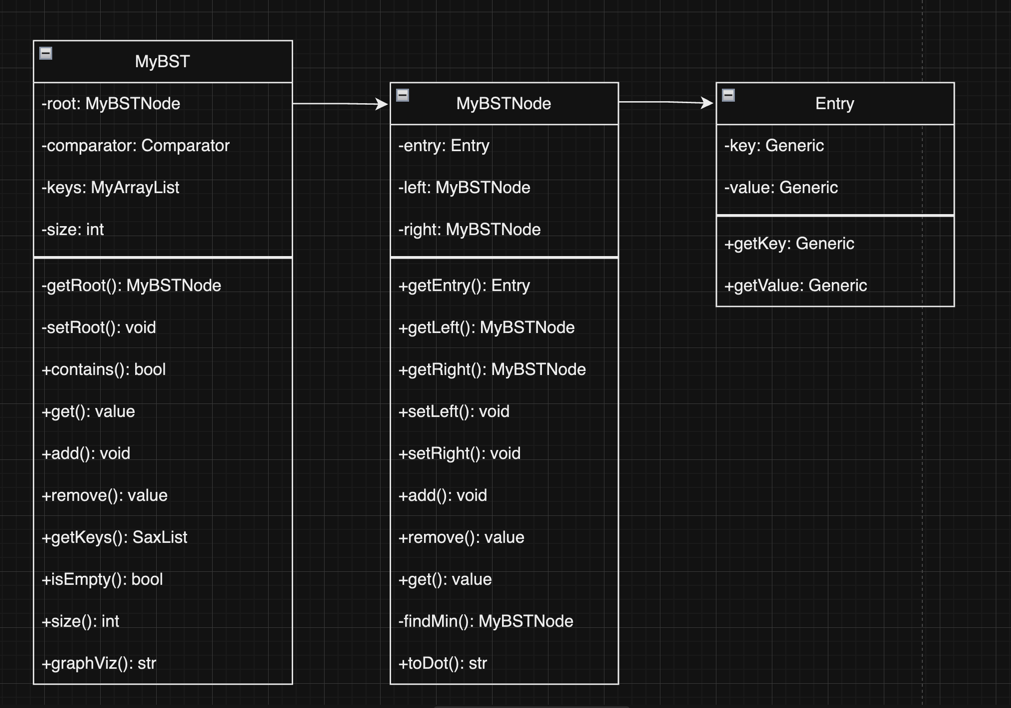 MyBST
-root: MyBSTNode
-comparator: Comparator
-keys: MyArrayList
-size: int
-getRoot(): MyBSTNode
-setRoot(): void
+contains(): bool
+get(): value
+add(): void
+remove(): value
+getKeys(): SaxList
+isEmpty(): bool
+size(): int
+graphViz(): str
MyBSTNode
-entry: Entry
-left: MyBSTNode
-right: MyBSTNode
+getEntry(): Entry
+getLeft(): MyBSTNode
+getRight(): MyBSTNode
+setLeft(): void
+setRight(): void
+add(): void
+remove(): value
+get(): value
-findMin(): MyBSTNode
+toDot(): str
Entry
-key: Generic
-value: Generic
+getKey: Generic
+getValue: Generic